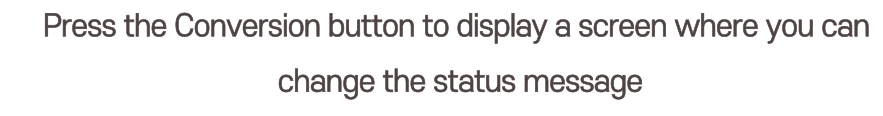 Press the Conversion button to display a screen where you can
change the status message